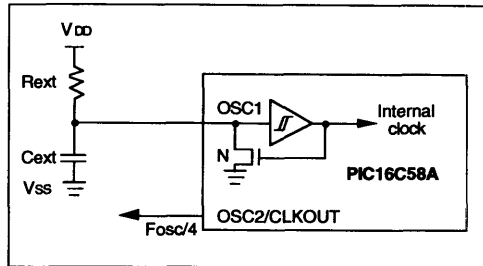 VDD
Rext
OSC1
Internal
clock
N
Cext
PIC16C58A
VSS
OSC2/CLKOUT
Fosc/4